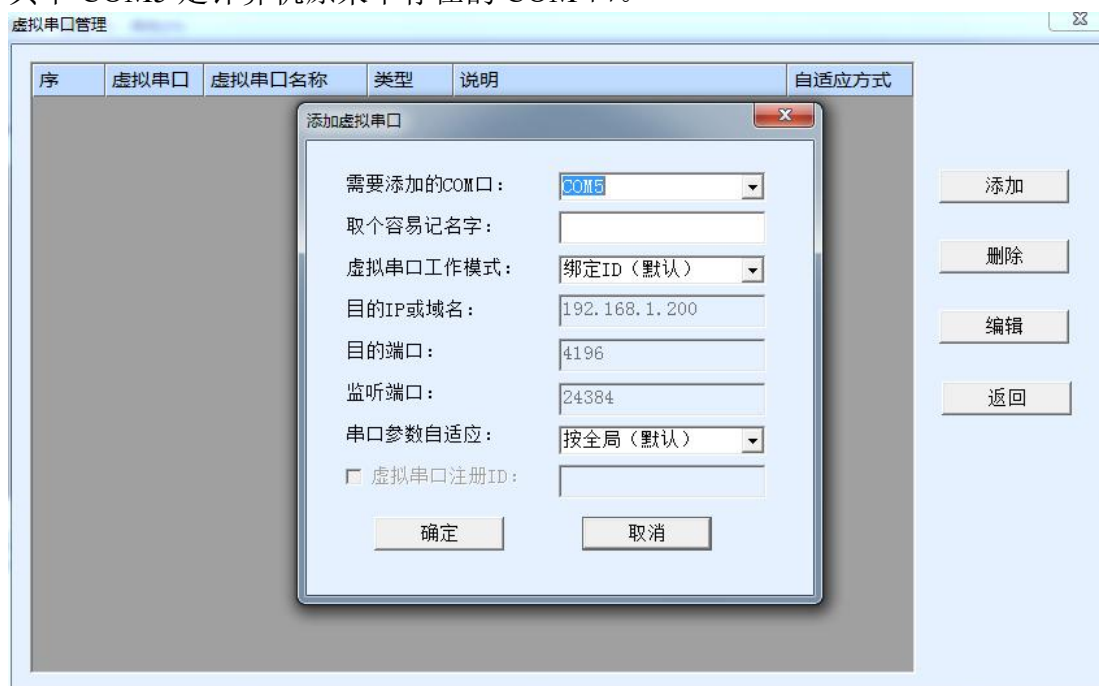 虚拟串口管理
序 虚拟串口 虚拟串口名称 类型 说明 自适应方式
添加虚拟串口
需要添加的COM口： COM5
取个容易记名字：
虚拟串口工作模式： 绑定ID（默认）
目的IP或域名： 192.168.1.200
目的端口： 4196
监听端口： 24384
串口参数自适应： 按全局（默认）
虚拟串口注册ID：
确定 取消
添加
删除
编辑
返回